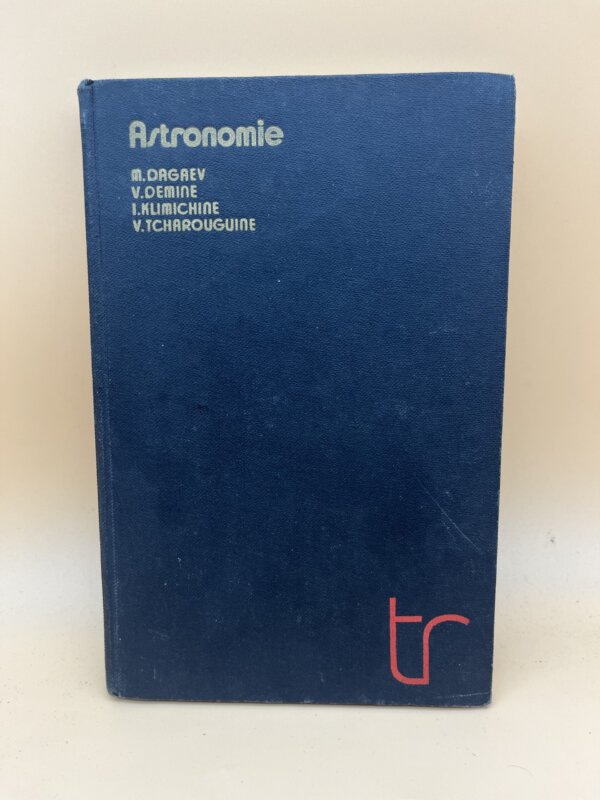 Astronomie
M.DAGAEV
V.DEMINE
I.KLIMICHINE
V.TCHAROUGUINE
tr